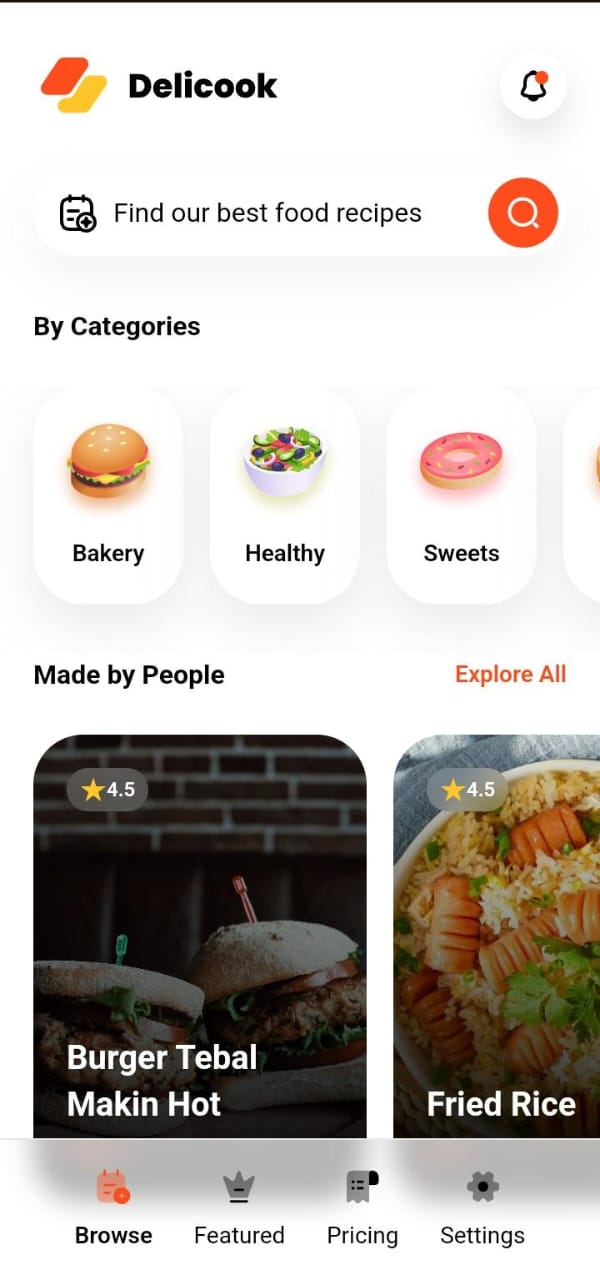 Delicook
Find our best food recipes
By Categories
Bakery
Healthy
Sweets
Made by People
Explore All
4.5
4.5
Burger Tebal
Makin Hot
Fried Rice
Browse
Featured
Pricing
Settings